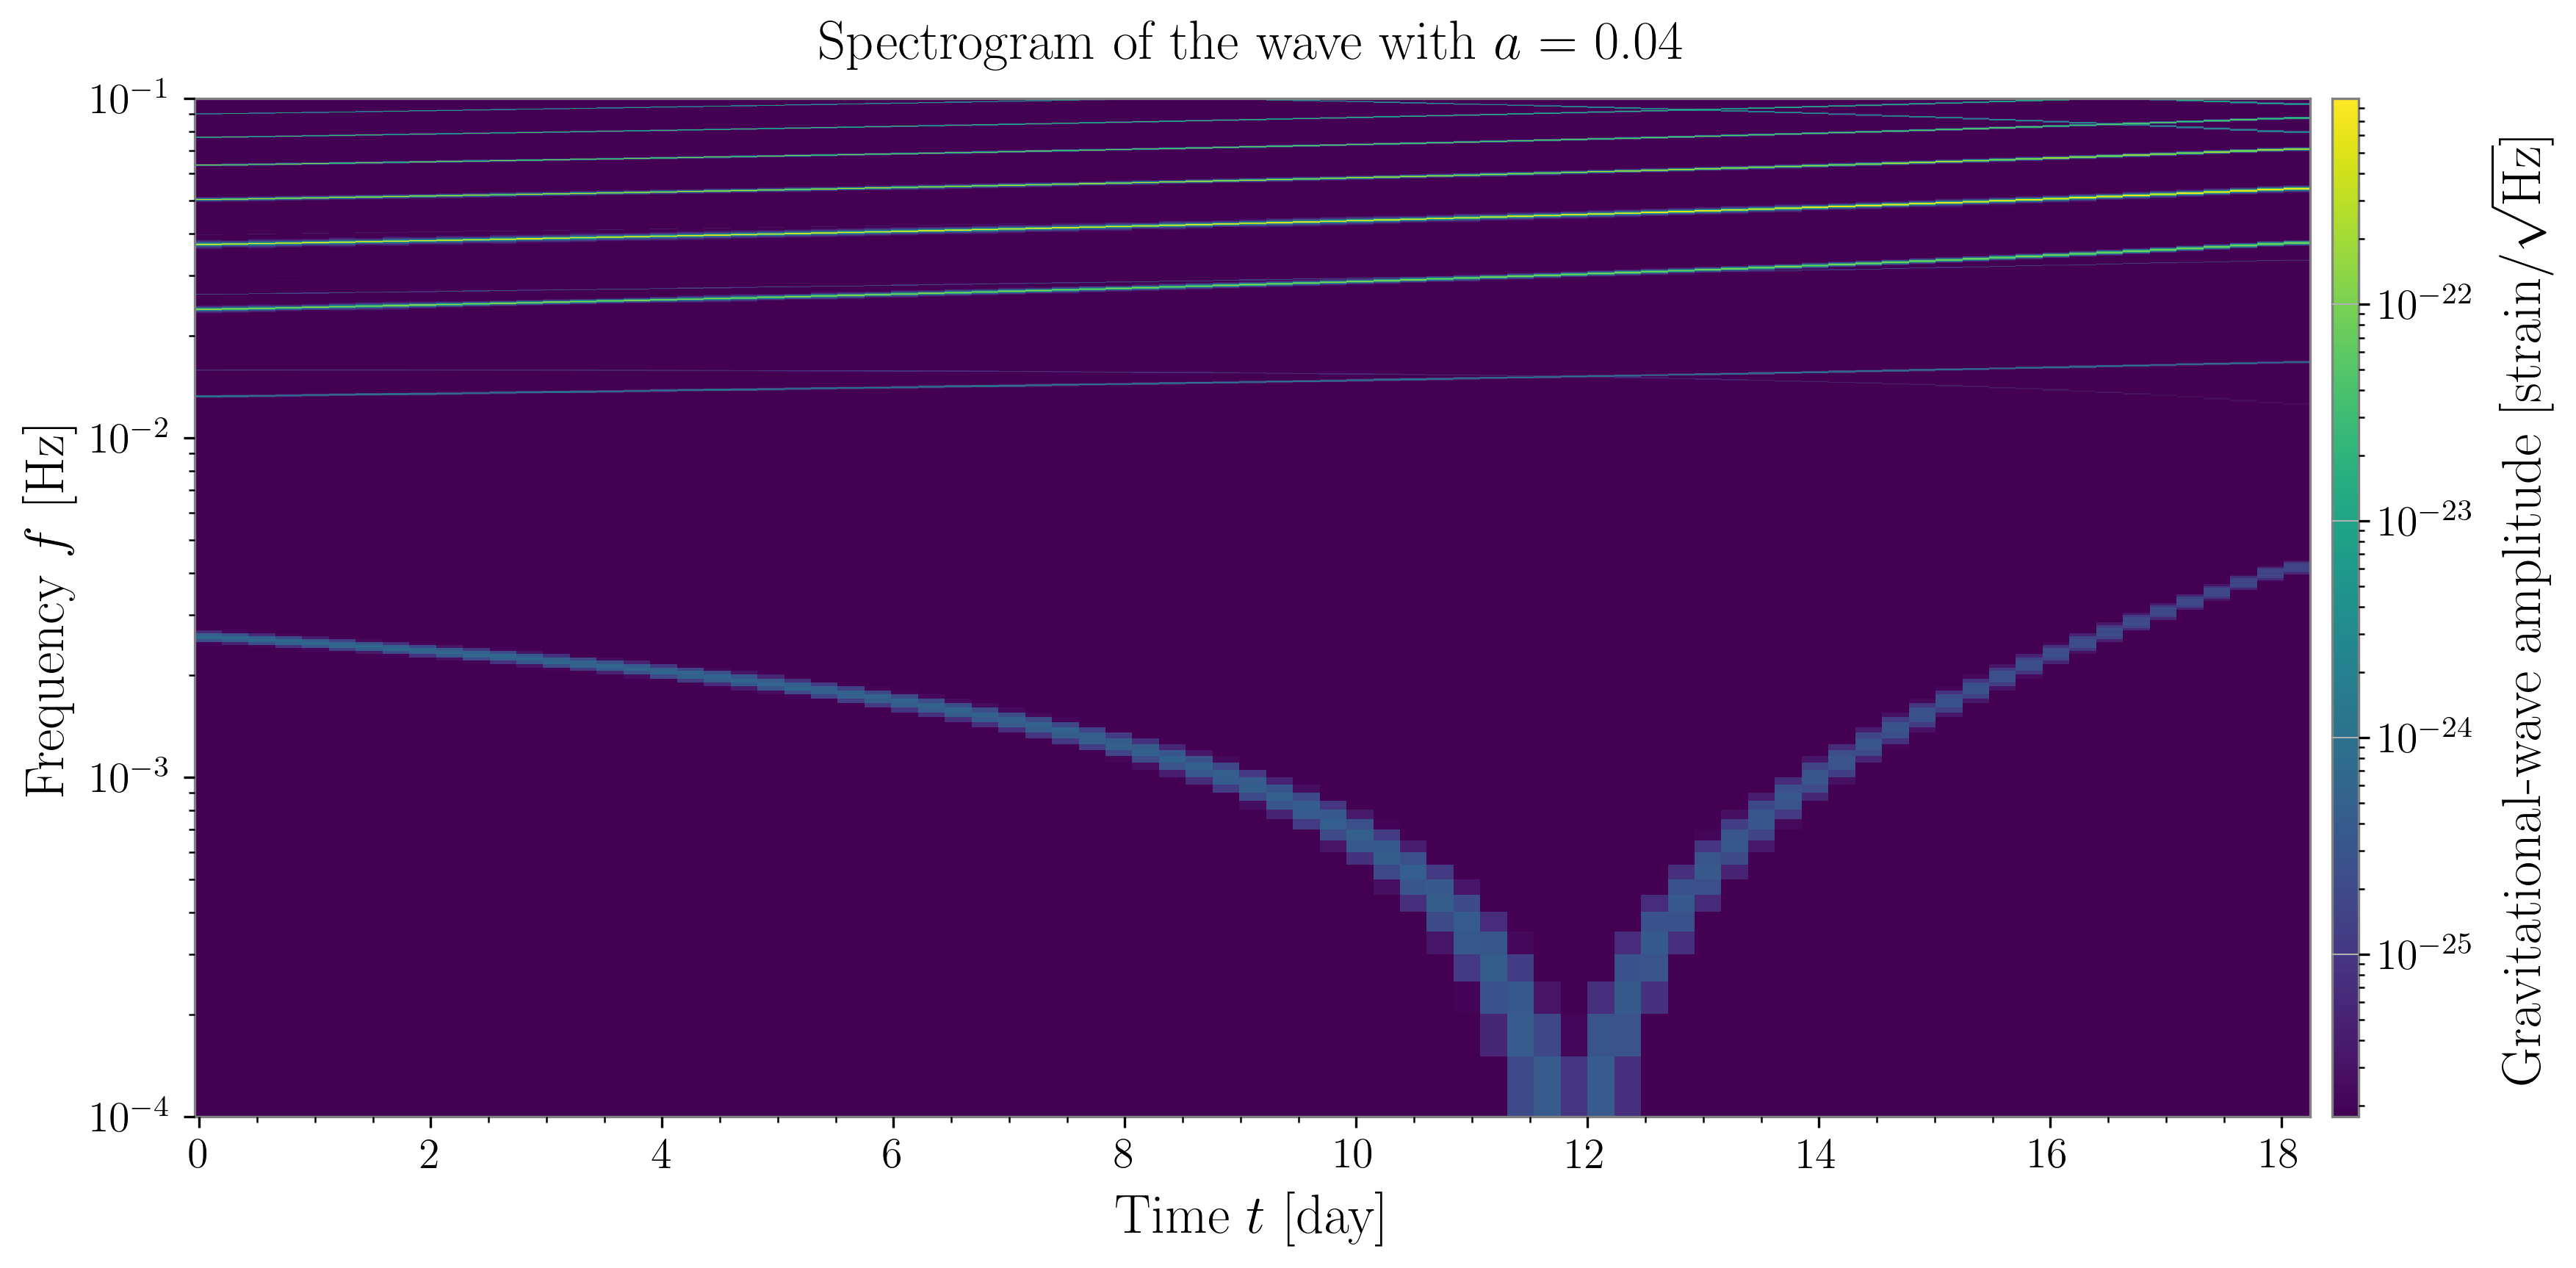 Spectrogram of the wave with a = 0.04
Frequency f [Hz]
10⁻¹
10⁻²
10⁻³
10⁻⁴
0 2 4 6 8 10 12 14 16 18
Time t [day]
10⁻²²
10⁻²³
10⁻²⁴
10⁻²⁵
Gravitational-wave amplitude [strain/√Hz]